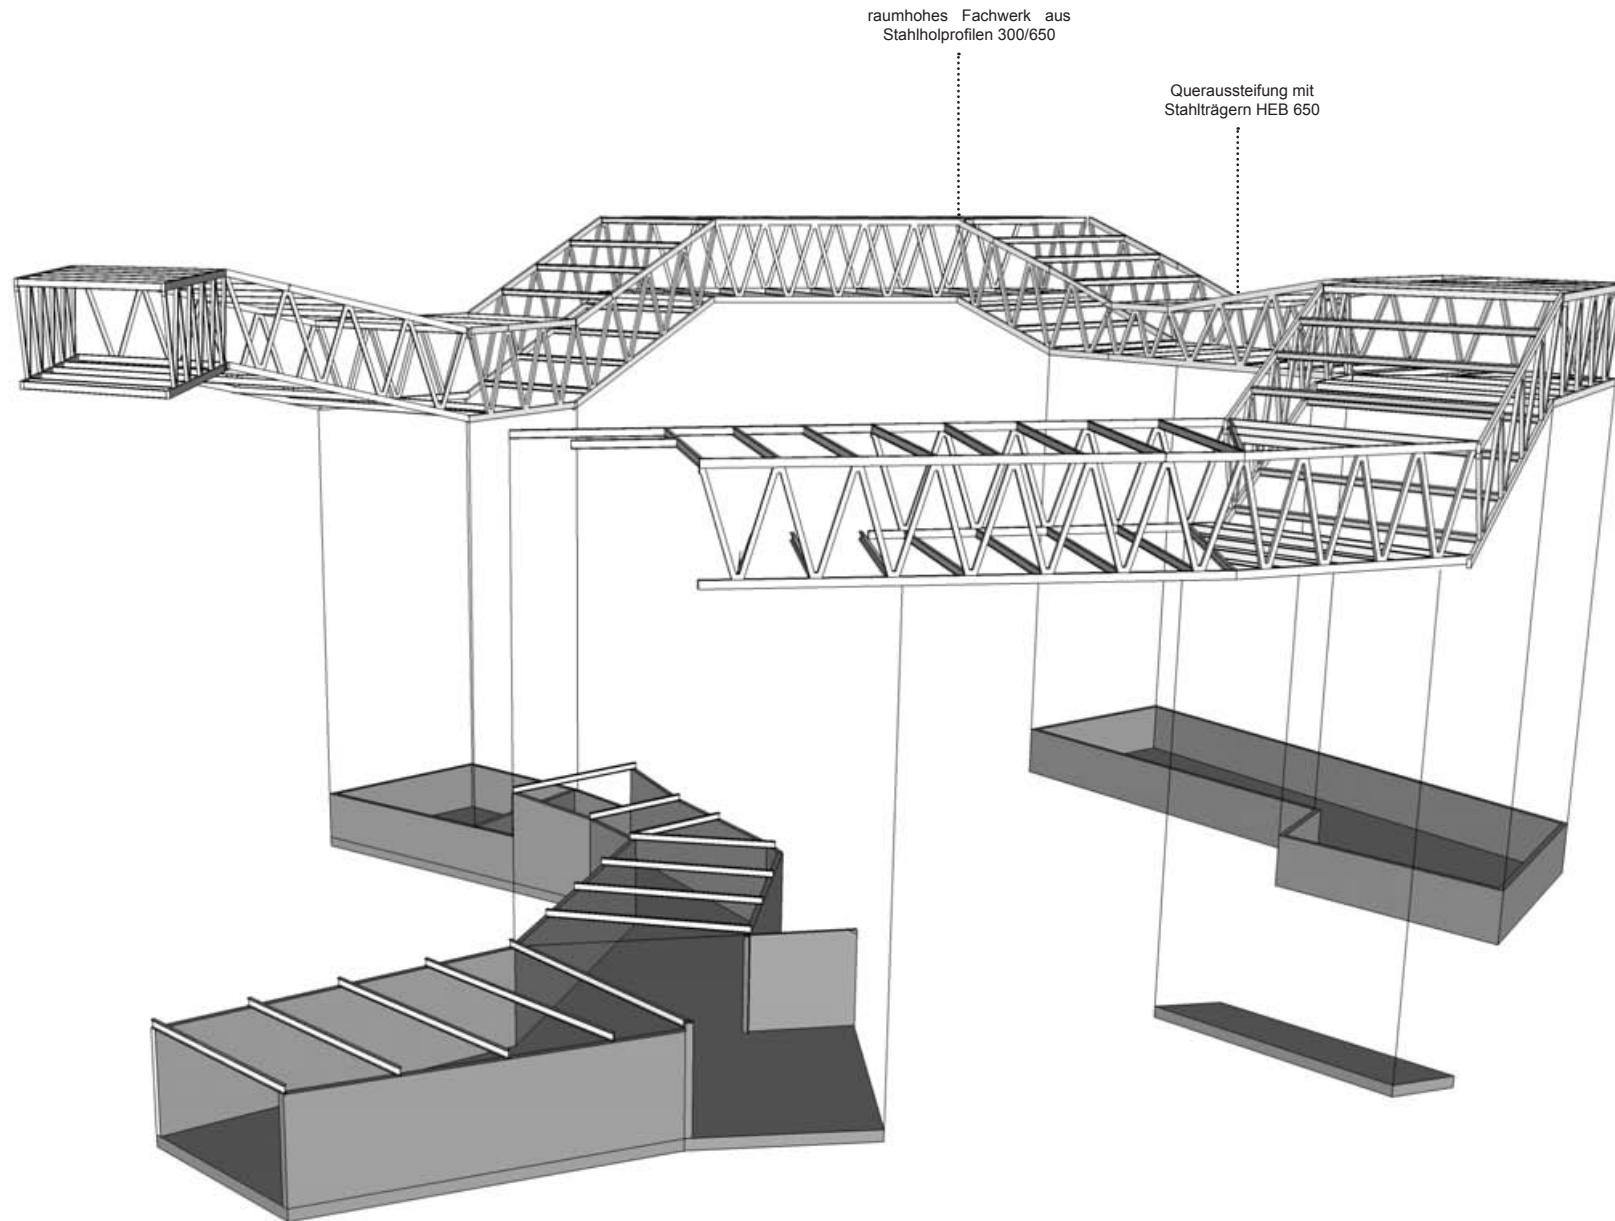 raumhohes Fachwerk aus
Stahlholprofilen 300/650
Queraussteifung mit
Stahlträgern HEB 650